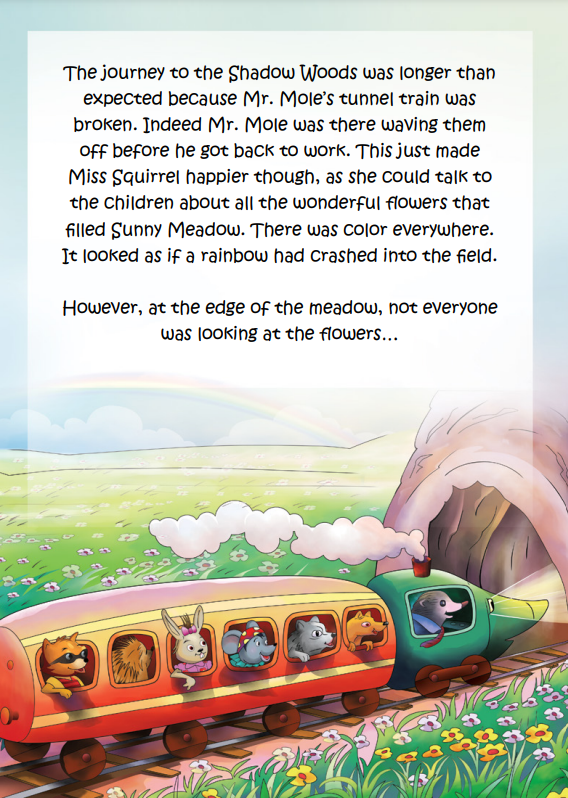 The journey to the Shadow Woods was longer than
expected because Mr. Mole's tunnel train was
broken. Indeed Mr. Mole was there waving them
off before he got back to work. This just made
Miss Squirrel happier though, as she could talk to
the children about all the wonderful flowers that
filled Sunny Meadow. There was color everywhere.
It looked as if a rainbow had crashed into the field.
However, at the edge of the meadow, not everyone
was looking at the flowers...